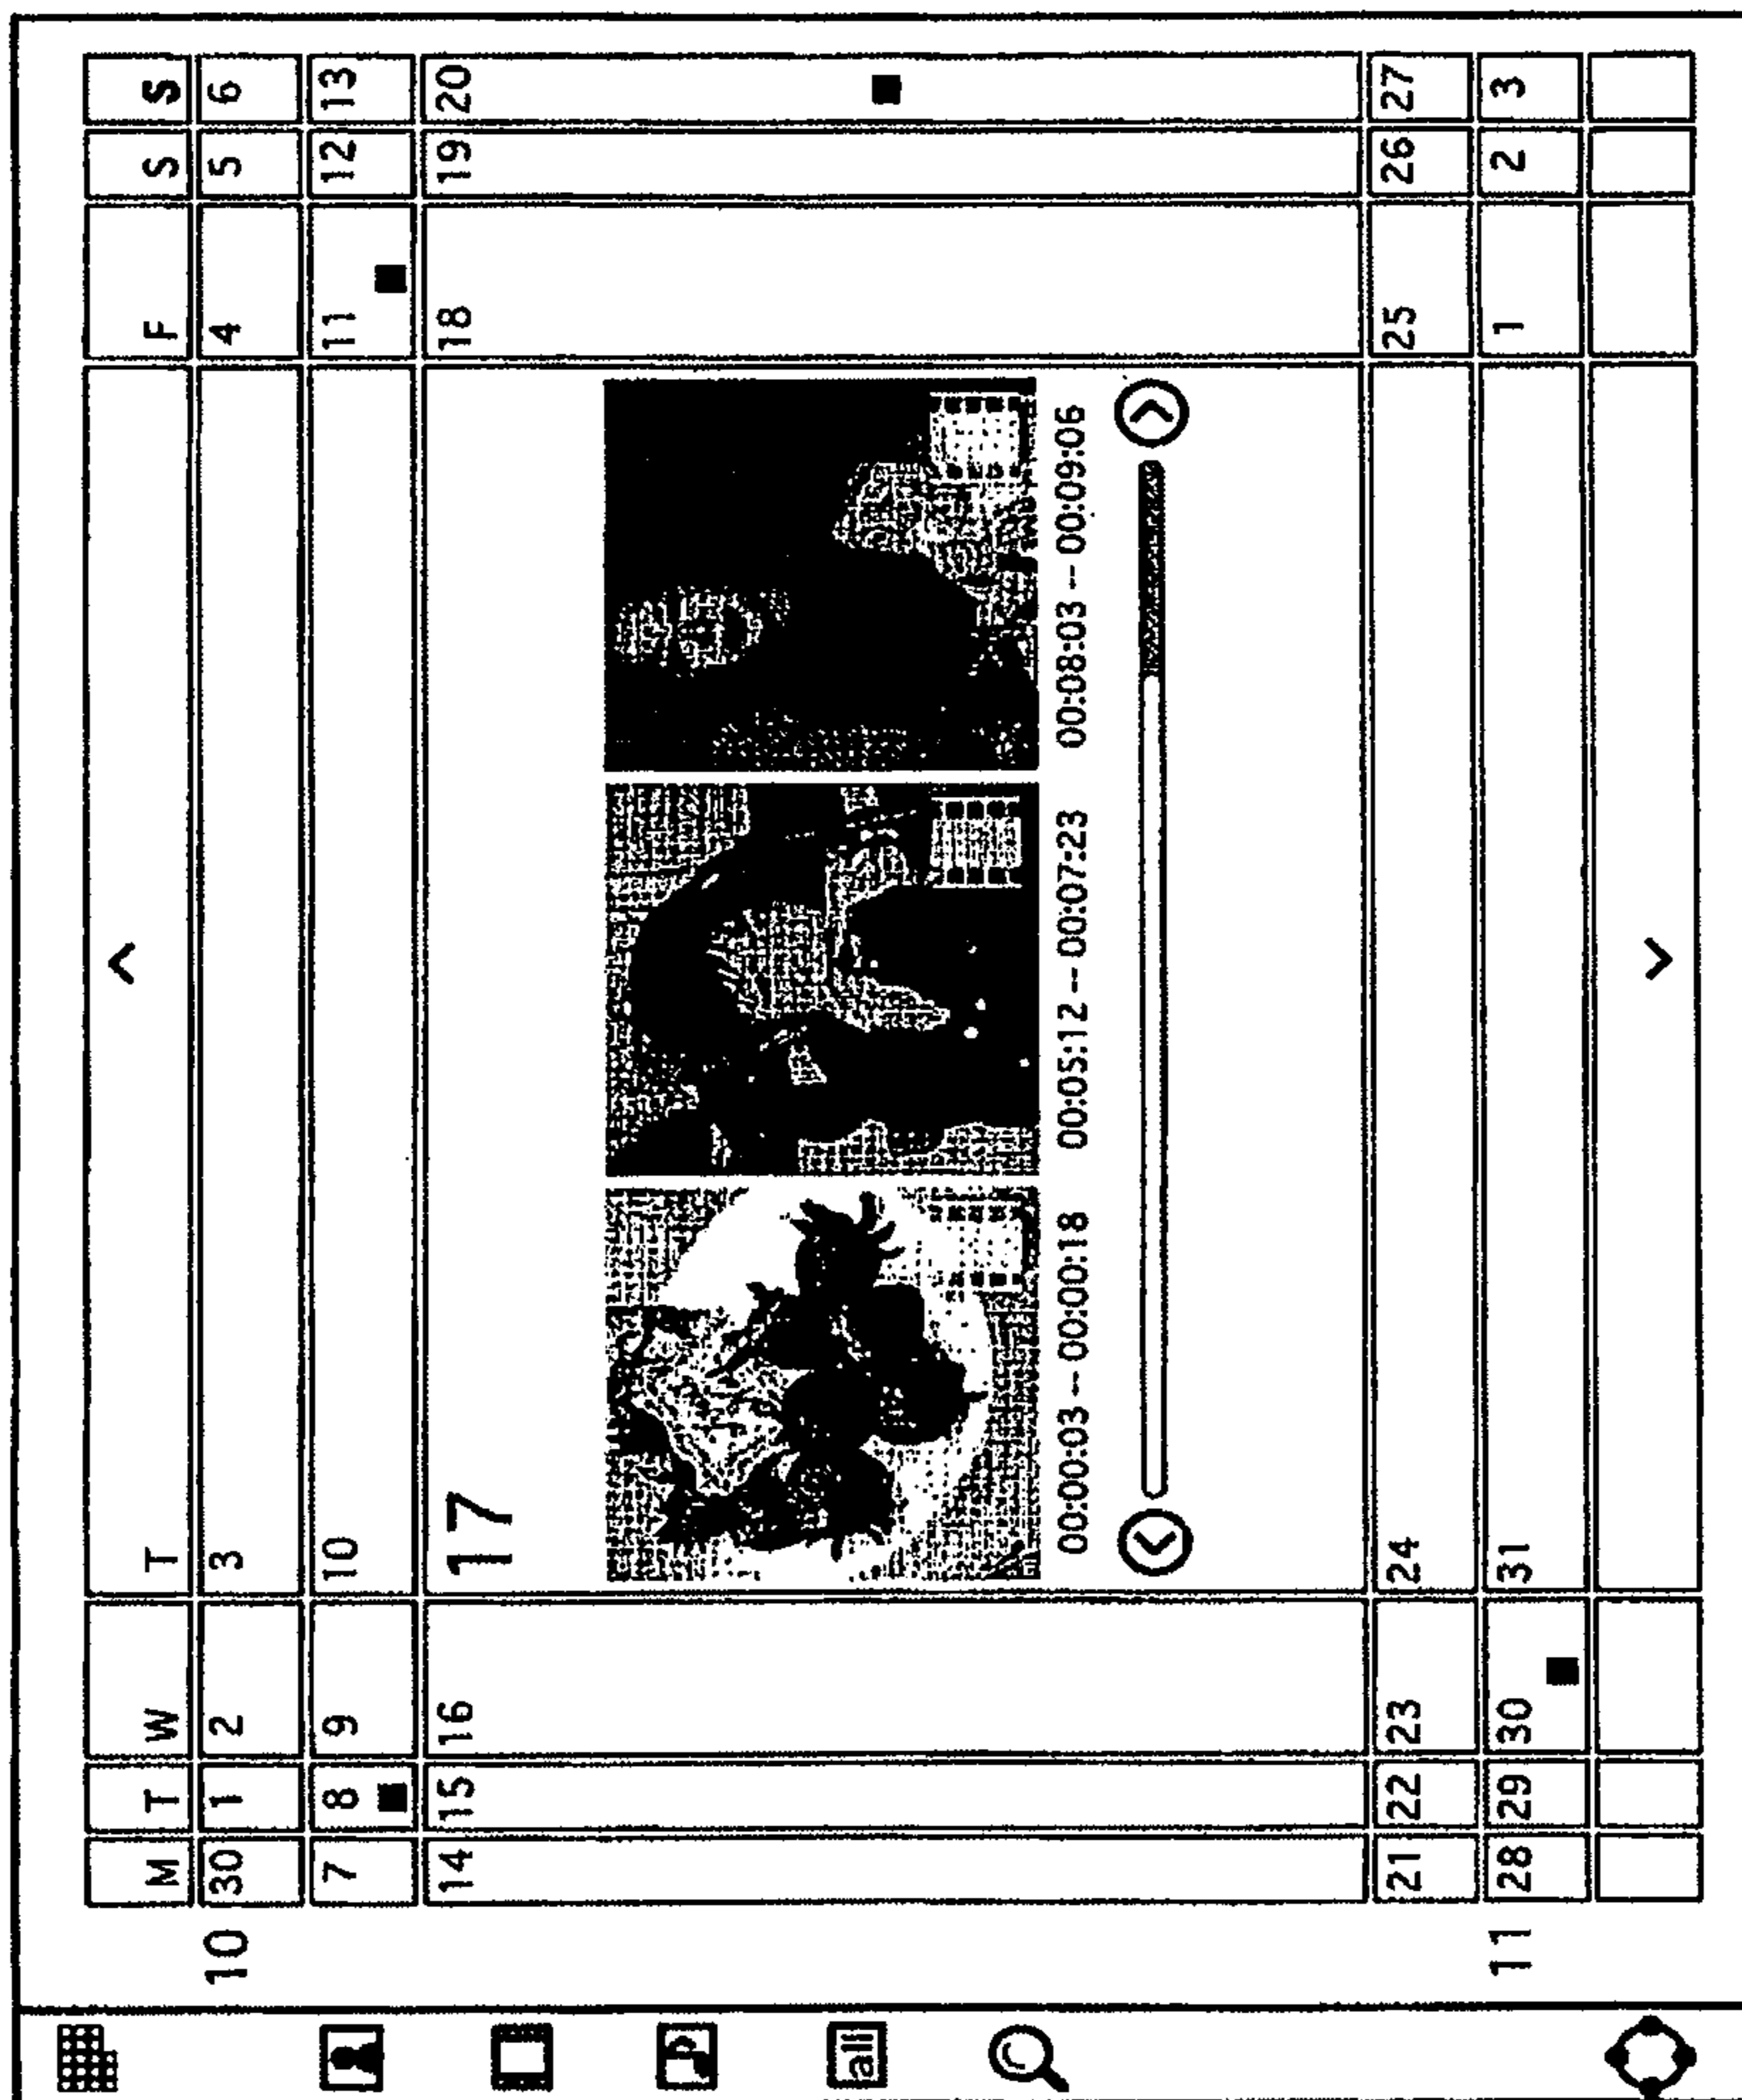 M T W T F S S
10 30 1 2 3 4 5 6
7 8 9 10 11 12 13
14 15 16 17 18 19 20
00:00:03 -- 00:00:18 00:05:12 -- 00:07:23 00:08:03 -- 00:09:06
21 22 23 24 25 26 27
11 28 29 30 31 1 2 3
all